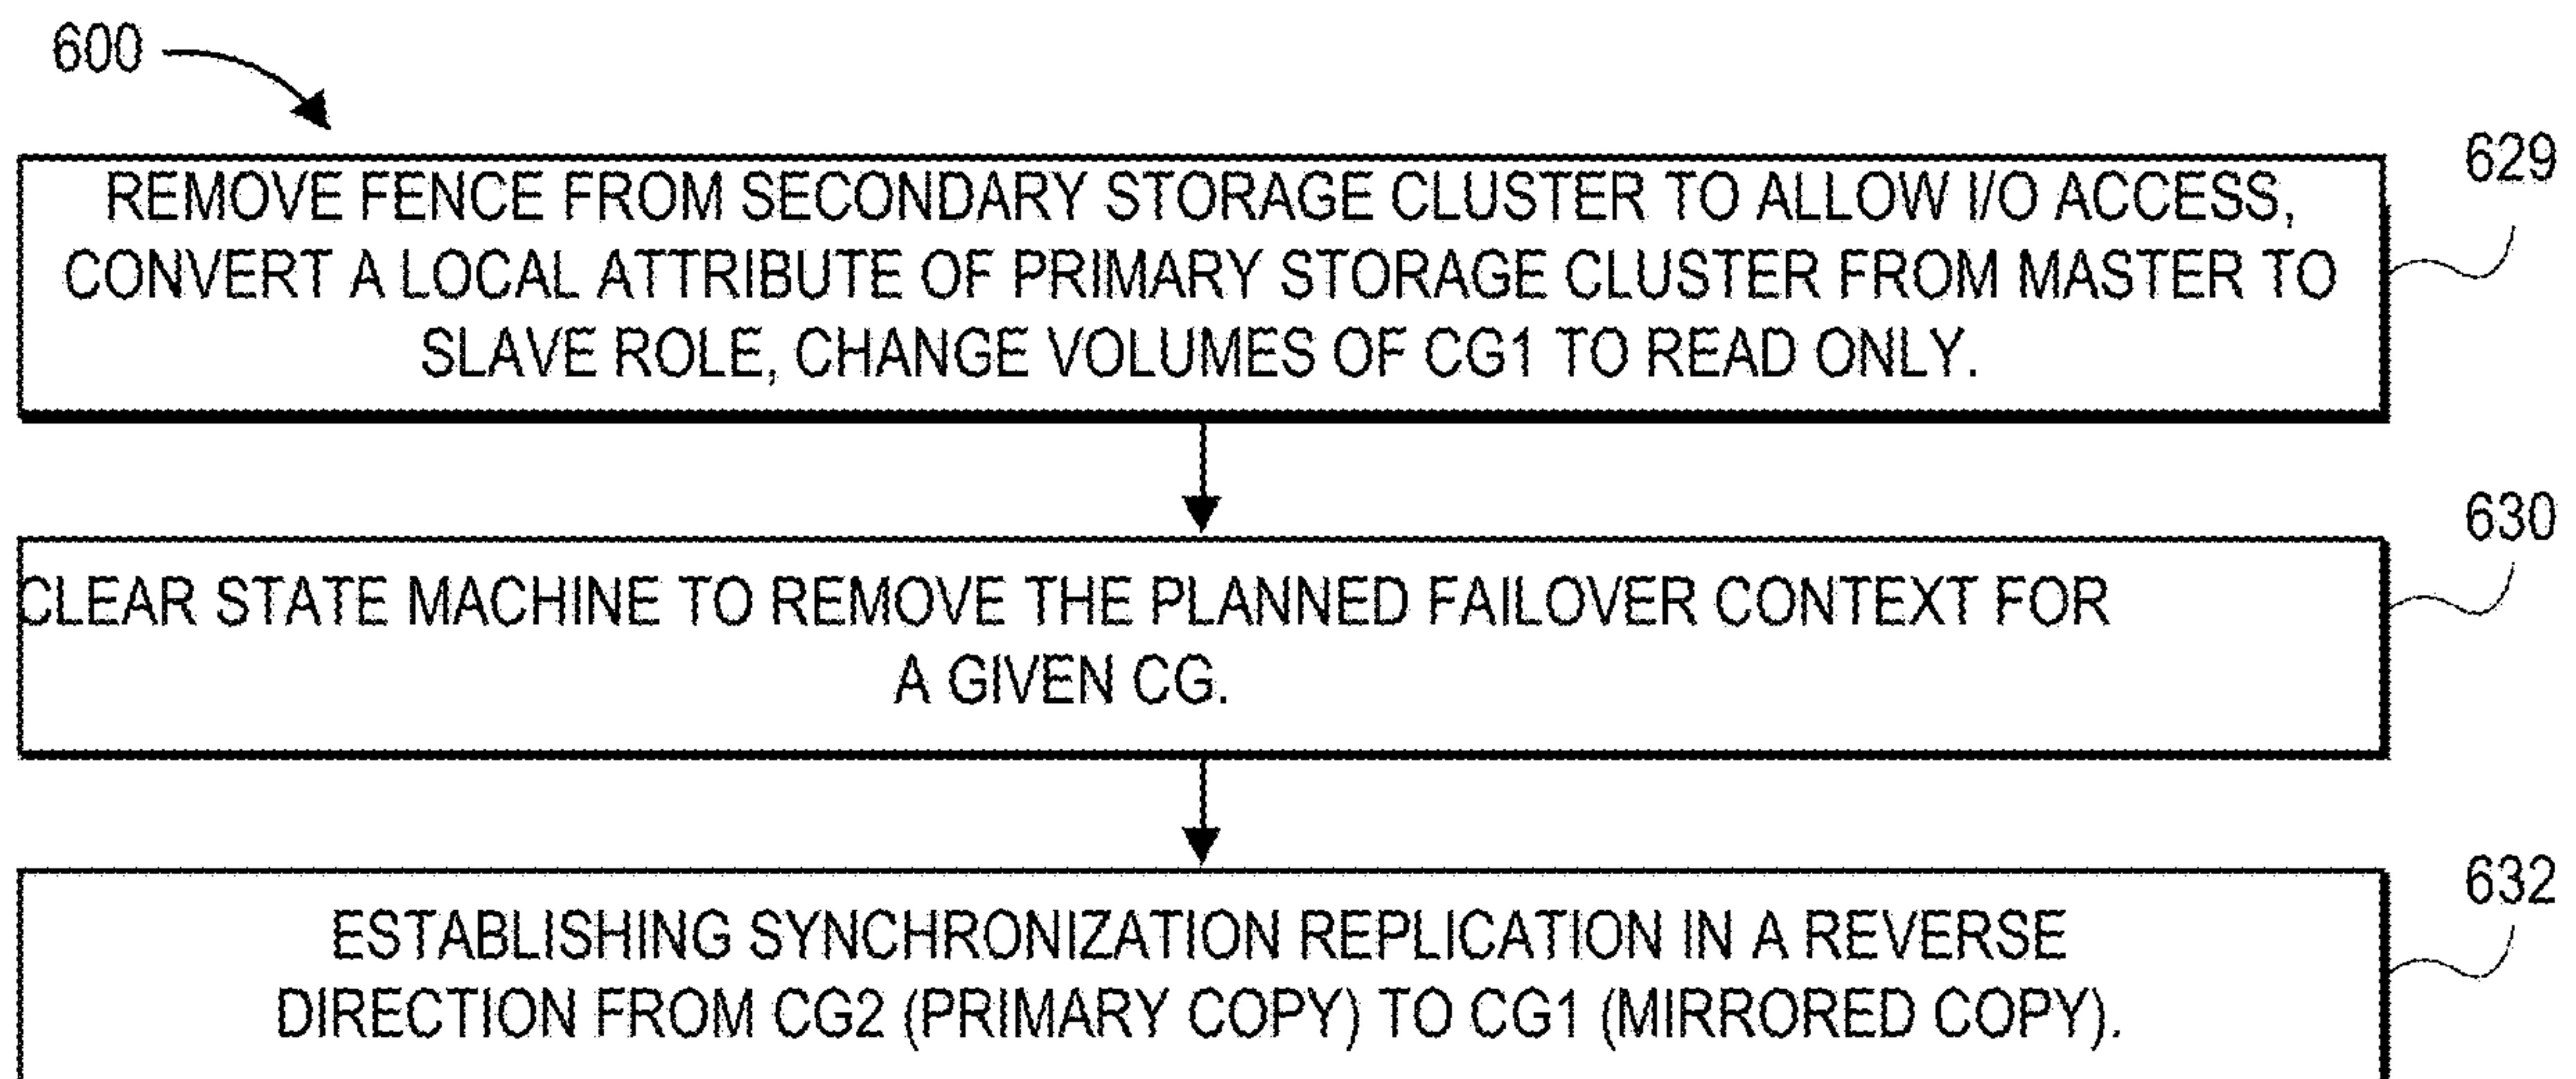 600
629
REMOVE FENCE FROM SECONDARY STORAGE CLUSTER TO ALLOW I/O ACCESS,
CONVERT A LOCAL ATTRIBUTE OF PRIMARY STORAGE CLUSTER FROM MASTER TO
SLAVE ROLE, CHANGE VOLUMES OF CG1 TO READ ONLY.
630
CLEAR STATE MACHINE TO REMOVE THE PLANNED FAILOVER CONTEXT FOR
A GIVEN CG.
632
ESTABLISHING SYNCHRONIZATION REPLICATION IN A REVERSE
DIRECTION FROM CG2 (PRIMARY COPY) TO CG1 (MIRRORED COPY).